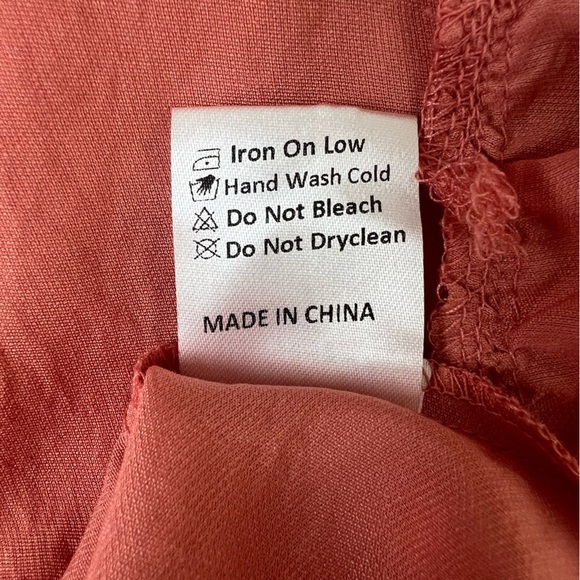 Iron On Low
Hand Wash Cold
Do Not Bleach
Do Not Dryclean
MADE IN CHINA